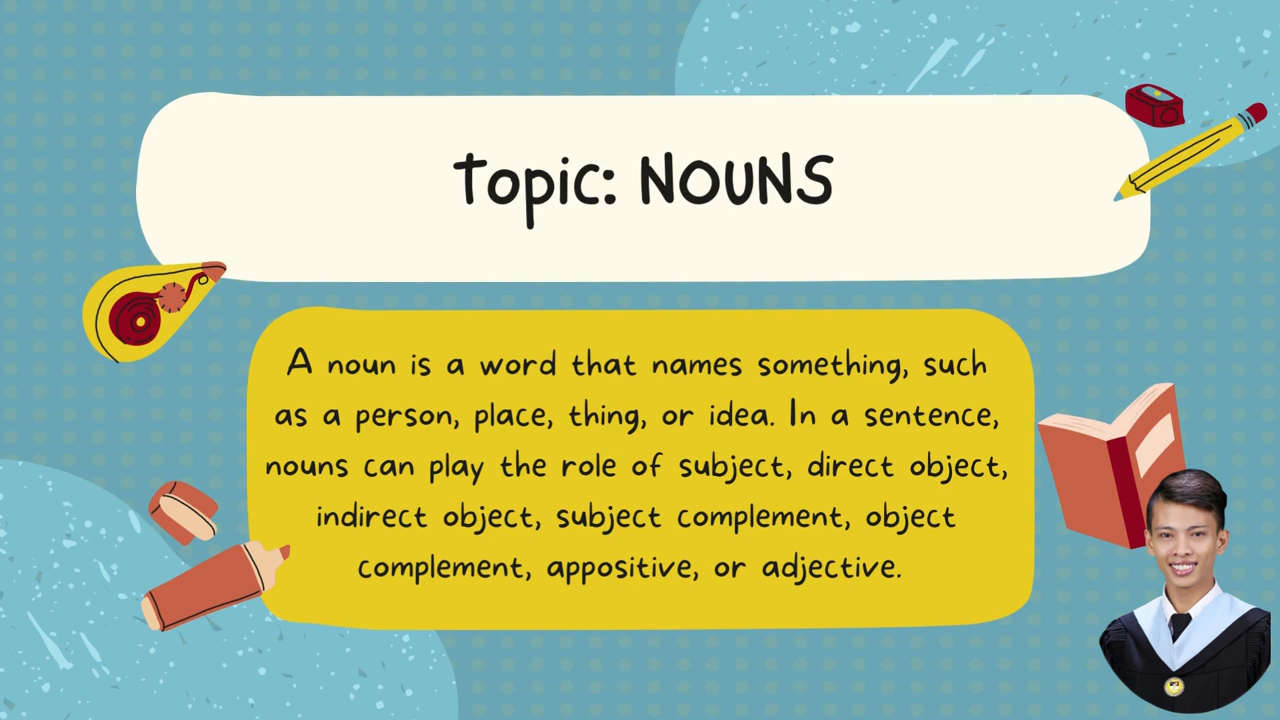 Topic: NOUNS
A noun is a word that names something, such
as a person, place, thing, or idea. In a sentence,
nouns can play the role of subject, direct object,
indirect object, subject complement, object
complement, appositive, or adjective.